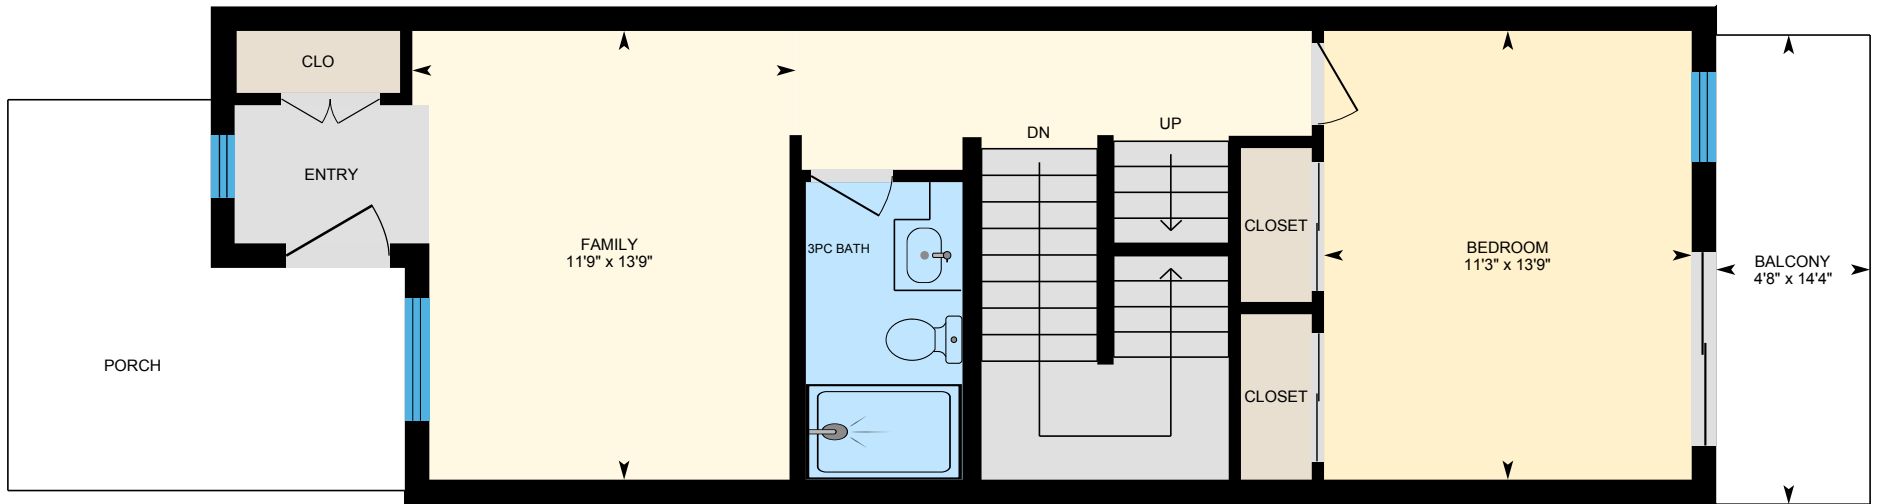 CLO
ENTRY
PORCH
FAMILY
11'9" x 13'9"
3PC BATH
DN
UP
CLOSET
CLOSET
BEDROOM
11'3" x 13'9"
BALCONY
4'8" x 14'4"